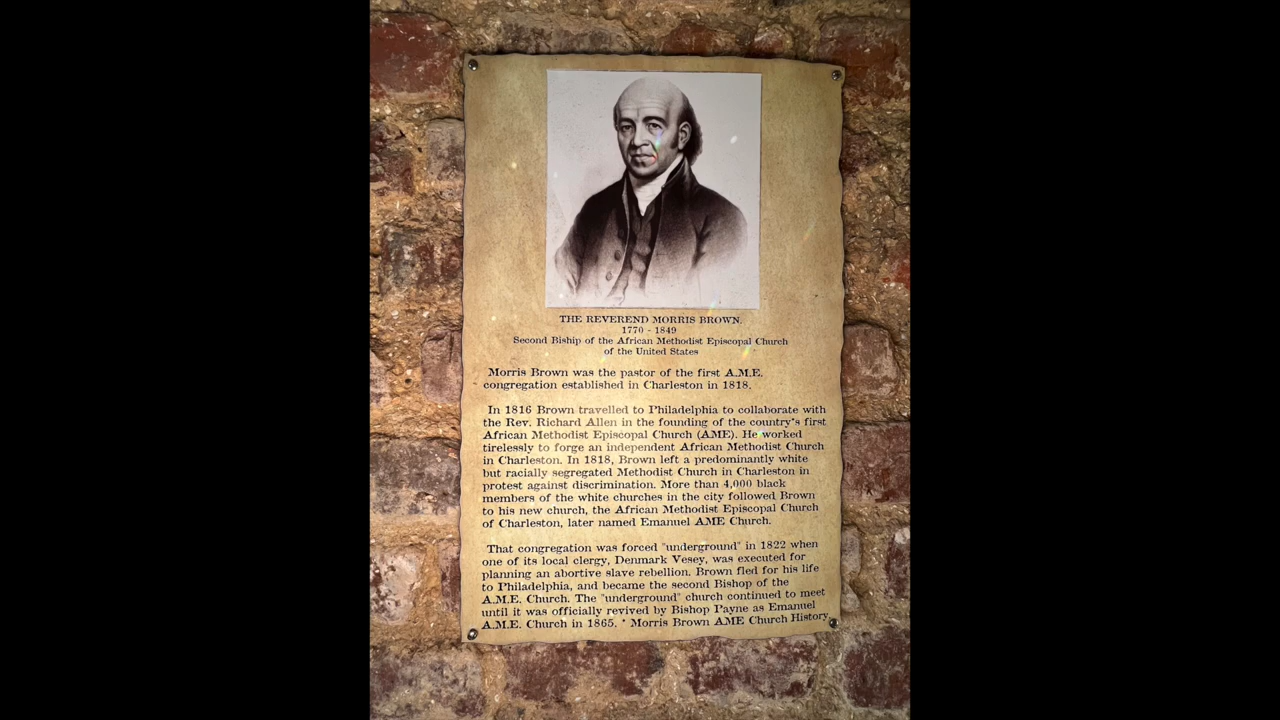 THE REVEREND MORRIS BROWN.
1770 - 1849
Second Biship of the African Methodist Episcopal Church
of the United States
Morris Brown was the pastor of the first A.M.E.
congregation established in Charleston in 1818.
In 1816 Brown travelled to Philadelphia to collaborate with
the Rev. Richard Allen in the founding of the country's first
African Methodist Episcopal Church (AME). He worked
tirelessly to forge an independent African Methodist Church
in Charleston. In 1818, Brown left a predominantly white
but racially segregated Methodist Church in Charleston in
protest against discrimination. More than 4,000 black
members of the white churches in the city followed Brown
to his new church, the African Methodist Episcopal Church
of Charleston, later named Emanuel AME Church.
That congregation was forced "underground" in 1822 when
one of its local clergy, Denmark Vesey, was executed for
planning an abortive slave rebellion. Brown fled for his life
to Philadelphia, and became the second Bishop of the
A.M.E. Church. The "underground" church continued to meet
until it was officially revived by Bishop Payne as Emanuel
A.M.E. Church in 1865. * Morris Brown AME Church History